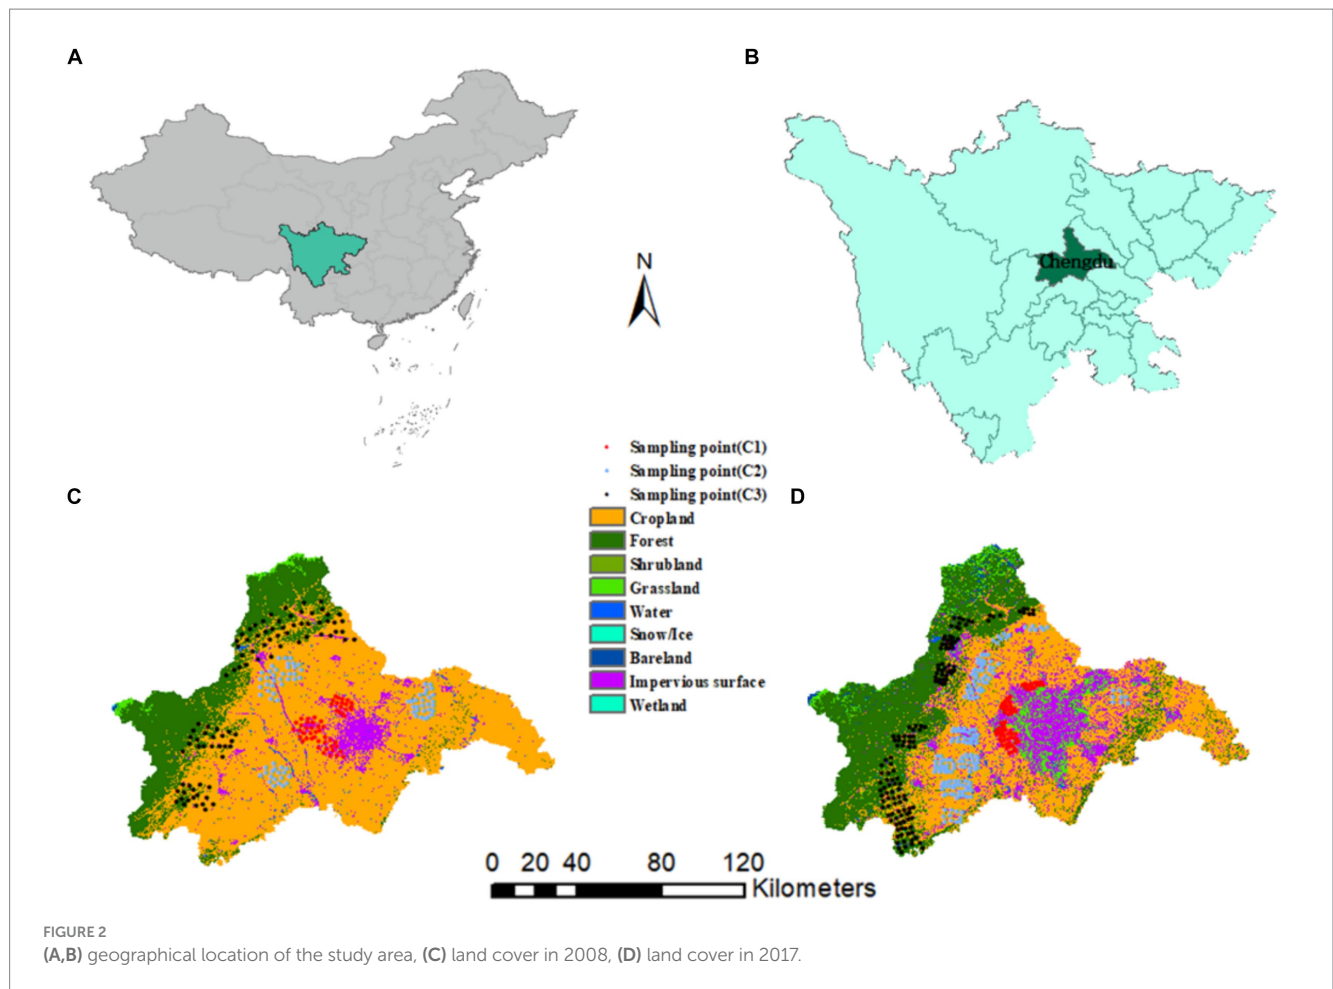 A
B
Chengdu
N
Sampling point(C1)
Sampling point(C2)
Sampling point(C3)
C
D
Cropland
Forest
Shrubland
Grassland
Water
Snow/Ice
Bareland
Impervious surface
Wetland
0 20 40 80 120
Kilometers
FIGURE 2
(A,B) geographical location of the study area, (C) land cover in 2008, (D) land cover in 2017.